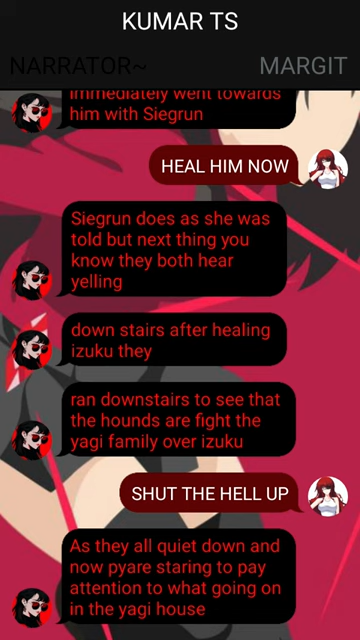 KUMAR TS
NARRATOR~
MARGIT
immediately went towards
him with Siegrun
HEAL HIM NOW
Siegrun does as she was
told but next thing you
know they both hear
yelling
down stairs after healing
izuku they
ran downstairs to see that
the hounds are fight the
yagi family over izuku
SHUT THE HELL UP
As they all quiet down and
now pyare staring to pay
attention to what going on
in the yagi house